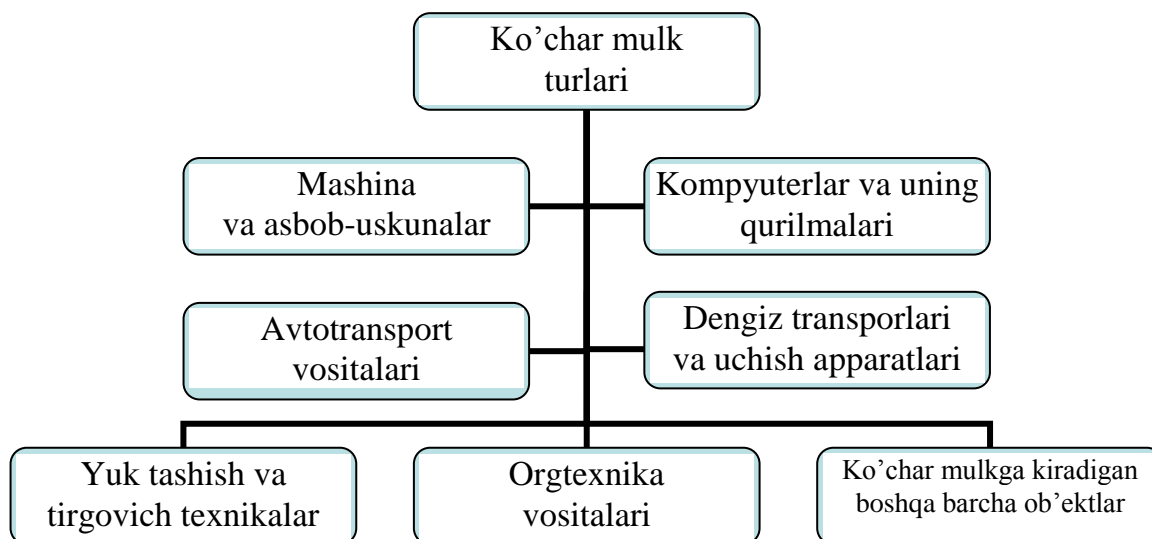 Ko’char mulk
turlari
Mashina
va asbob-uskunalar
Kompyuterlar va uning
qurilmalari
Avtotransport
vositalari
Dengiz transporlari
va uchish apparatlari
Yuk tashish va
tirgovich texnikalar
Orgtexnika
vositalari
Ko’char mulkga kiradigan
boshqa barcha ob’ektlar